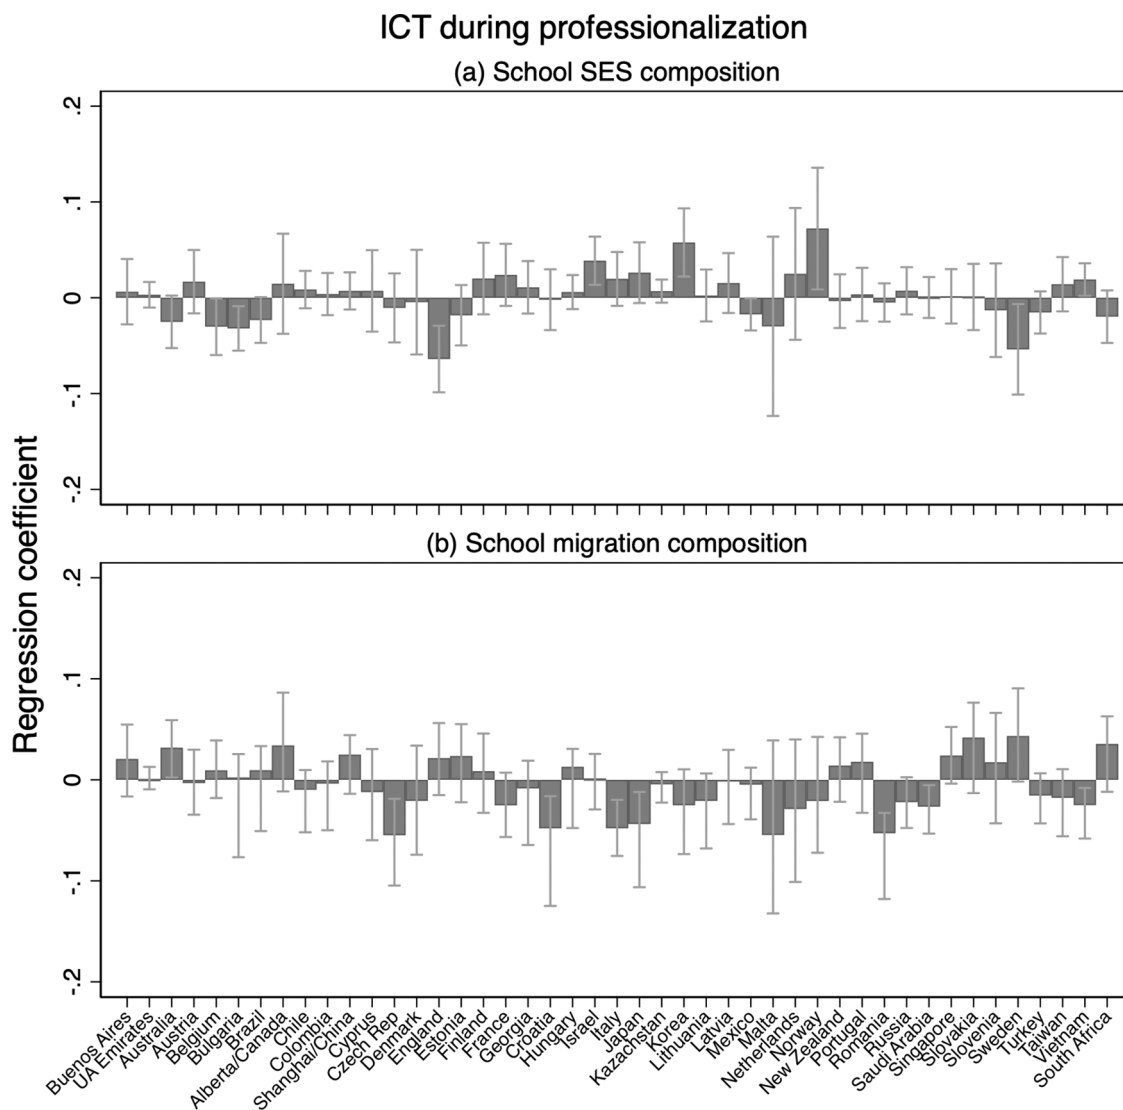 ICT during professionalization
(a) School SES composition
.2
.1
0
-.1
-.2
Regression coefficient
(b) School migration composition
.2
.1
0
-.1
-.2
Buenos Aires
UA Emirates
Australia
Austria
Belgium
Bulgaria
Brazil
Alberta/Canada
Chile
Colombia
Shanghai/China
Cyprus
Czech Rep
Denmark
England
Estonia
Finland
France
Georgia
Croatia
Hungary
Israel
Italy
Japan
Kazachstan
Korea
Lithuania
Latvia
Mexico
Malta
Netherlands
Norway
New Zealand
Portugal
Romania
Russia
Saudi Arabia
Singapore
Slovakia
Slovenia
Sweden
Turkey
Taiwan
Vietnam
South Africa